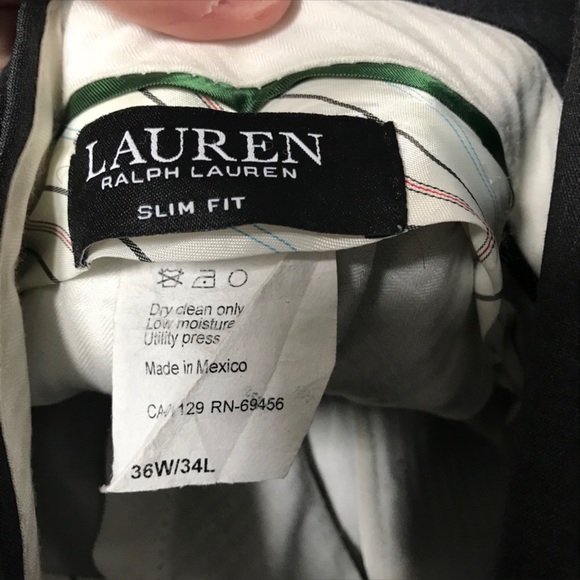 LAUREN
RALPH LAUREN
SLIM FIT
Dry clean only
Low moisture
Utility press
Made in Mexico
129 RN-69456
36W/34L